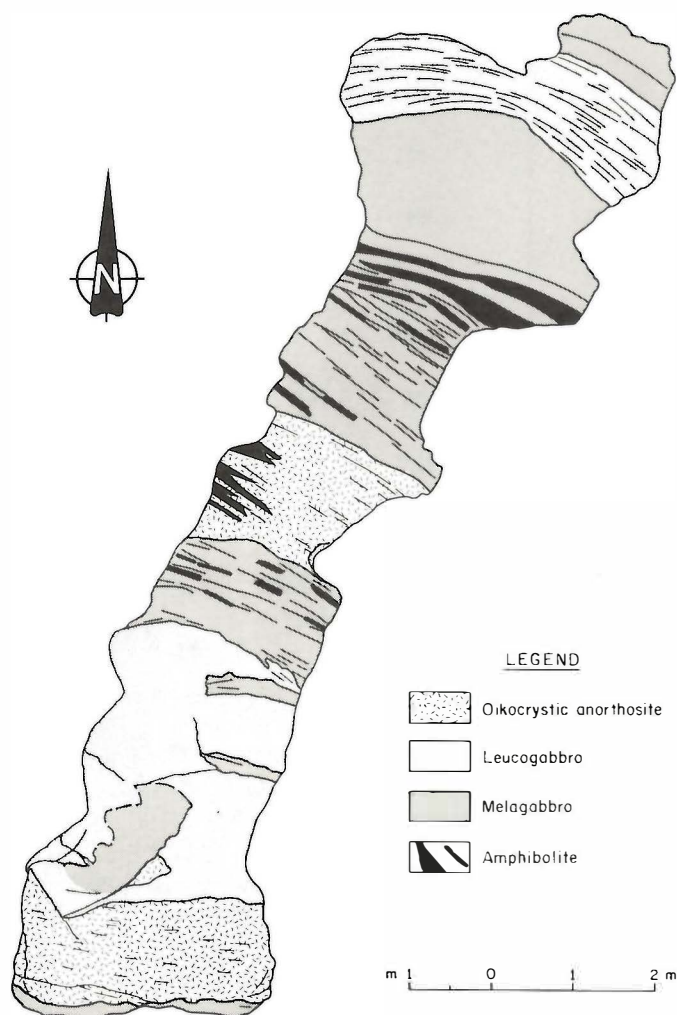 N
LEGEND
Oikocrystic anorthosite
Leucogabbro
Melagabbro
Amphibolite
m 1 0 1 2 m